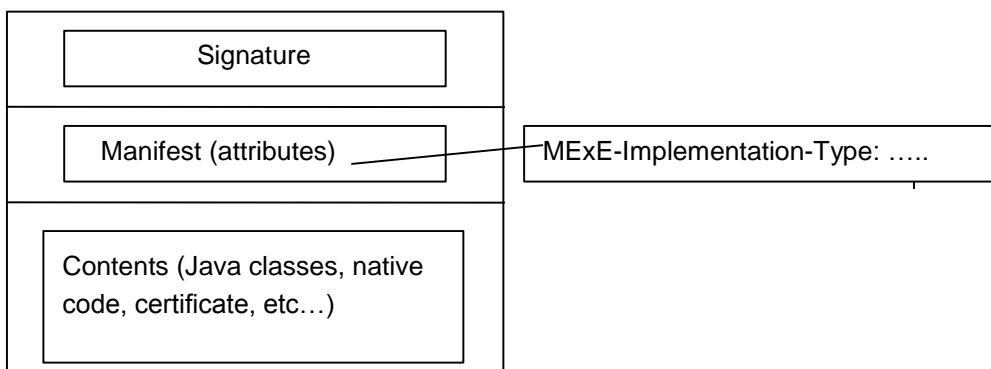 Signature
Manifest (attributes)
MExE-Implementation-Type: …..
Contents (Java classes, native
code, certificate, etc…)